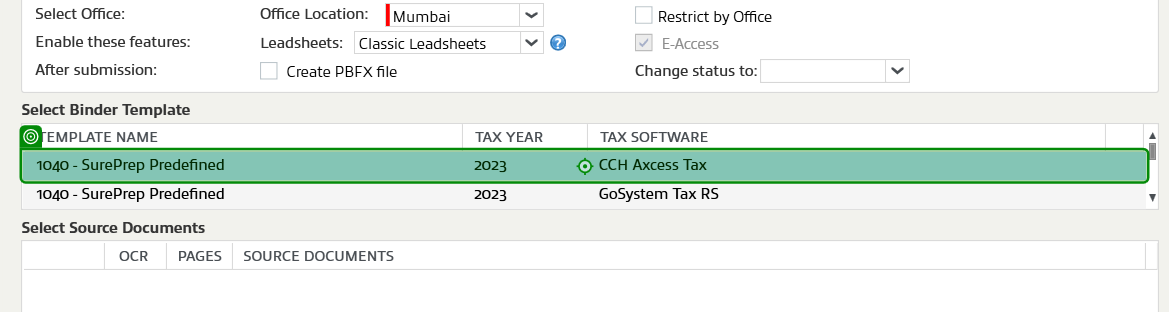 Select Office: Office Location: Mumbai Restrict by Office
Enable these features: Leadsheets: Classic Leadsheets ? E-Access
After submission: Create PBFX file Change status to:
Select Binder Template
TEMPLATE NAME TAX YEAR TAX SOFTWARE
1040 - SurePrep Predefined 2023 CCH Axcess Tax
1040 - SurePrep Predefined 2023 GoSystem Tax RS
Select Source Documents
OCR PAGES SOURCE DOCUMENTS